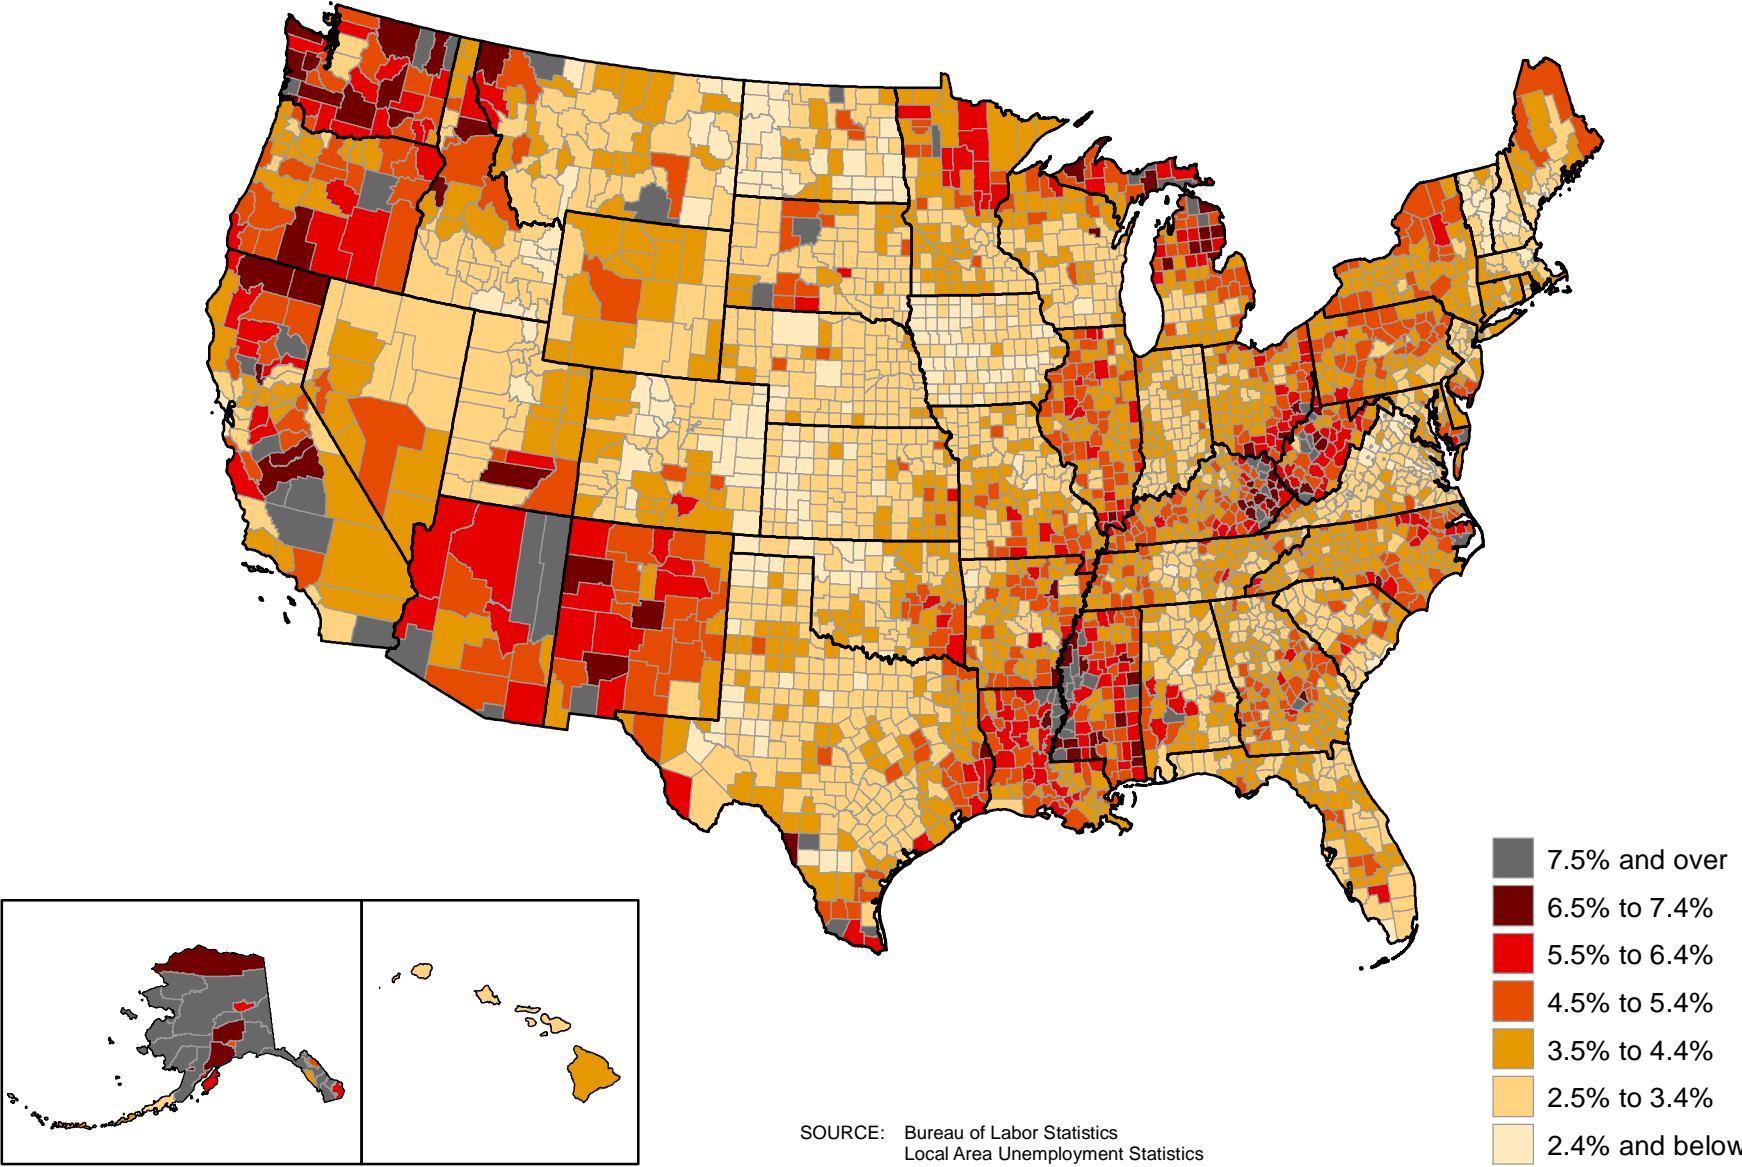 7.5% and over
6.5% to 7.4%
5.5% to 6.4%
4.5% to 5.4%
3.5% to 4.4%
2.5% to 3.4%
2.4% and below
SOURCE: Bureau of Labor Statistics
Local Area Unemployment Statistics